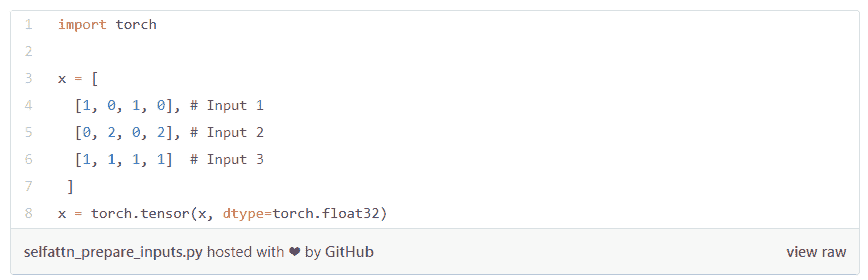 1 import torch
2
3 x = [
4   [1, 0, 1, 0], # Input 1
5   [0, 2, 0, 2], # Input 2
6   [1, 1, 1, 1]  # Input 3
7  ]
8 x = torch.tensor(x, dtype=torch.float32)
selfattn_prepare_inputs.py hosted with ❤ by GitHub view raw